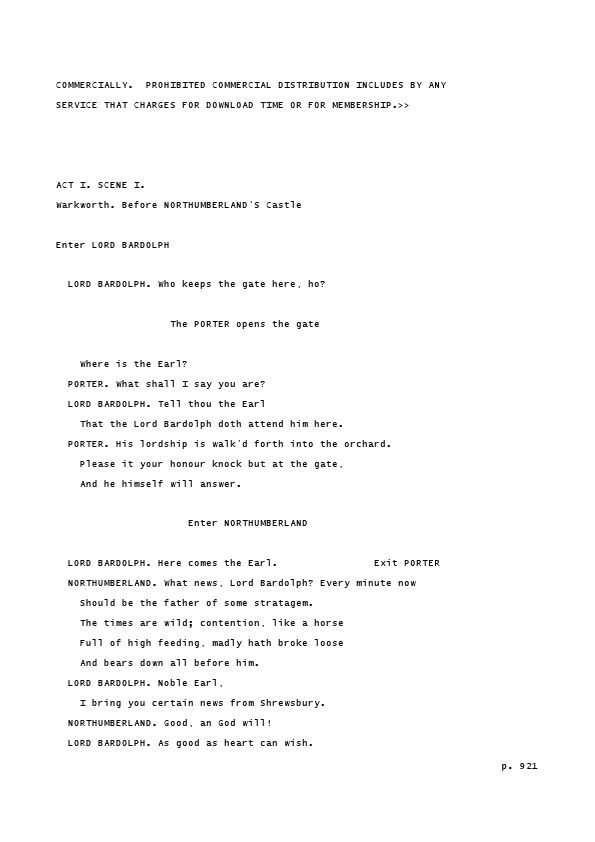 COMMERCIALLY.  PROHIBITED COMMERCIAL DISTRIBUTION INCLUDES BY ANY
SERVICE THAT CHARGES FOR DOWNLOAD TIME OR FOR MEMBERSHIP.>>
ACT I. SCENE I.
Warkworth. Before NORTHUMBERLAND'S Castle
Enter LORD BARDOLPH
LORD BARDOLPH. Who keeps the gate here, ho?
The PORTER opens the gate
Where is the Earl?
PORTER. What shall I say you are?
LORD BARDOLPH. Tell thou the Earl
That the Lord Bardolph doth attend him here.
PORTER. His lordship is walk'd forth into the orchard.
Please it your honour knock but at the gate,
And he himself will answer.
Enter NORTHUMBERLAND
LORD BARDOLPH. Here comes the Earl.                Exit PORTER
NORTHUMBERLAND. What news, Lord Bardolph? Every minute now
Should be the father of some stratagem.
The times are wild; contention, like a horse
Full of high feeding, madly hath broke loose
And bears down all before him.
LORD BARDOLPH. Noble Earl,
I bring you certain news from Shrewsbury.
NORTHUMBERLAND. Good, an God will!
LORD BARDOLPH. As good as heart can wish.
p. 921